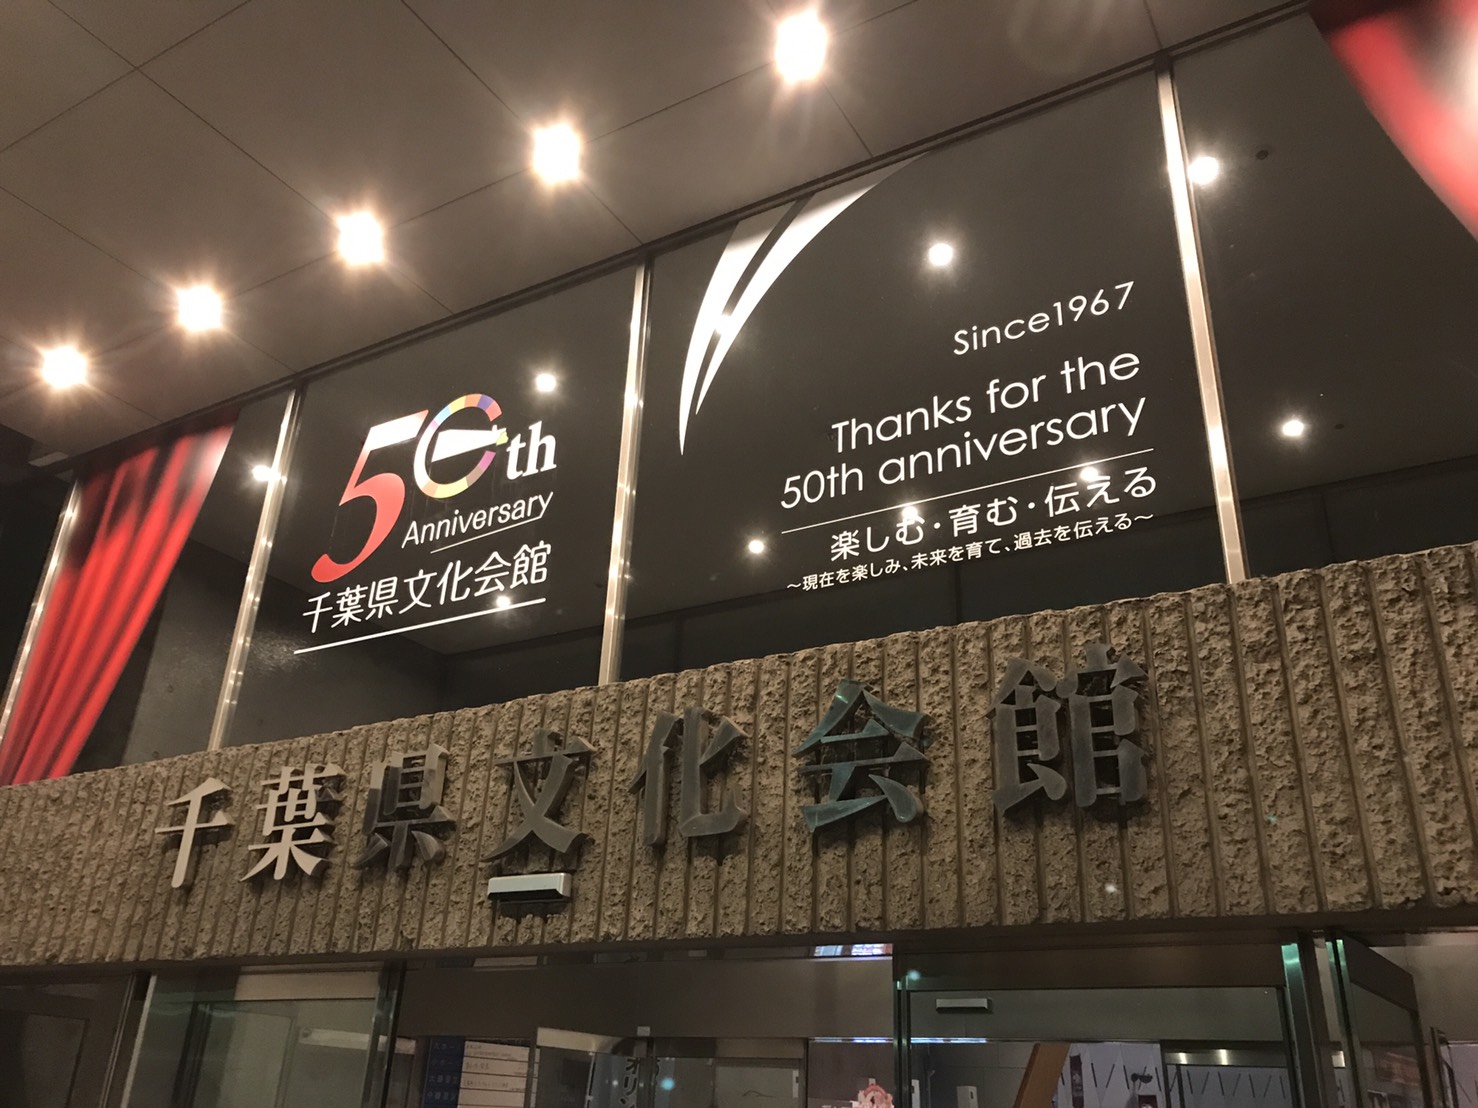 50th
Anniversary
千葉県文化会館
Since1967
Thanks for the
50th anniversary
楽しむ・育む・伝える
～現在を楽しみ、未来を育て、過去を伝える～
千葉県文化会館